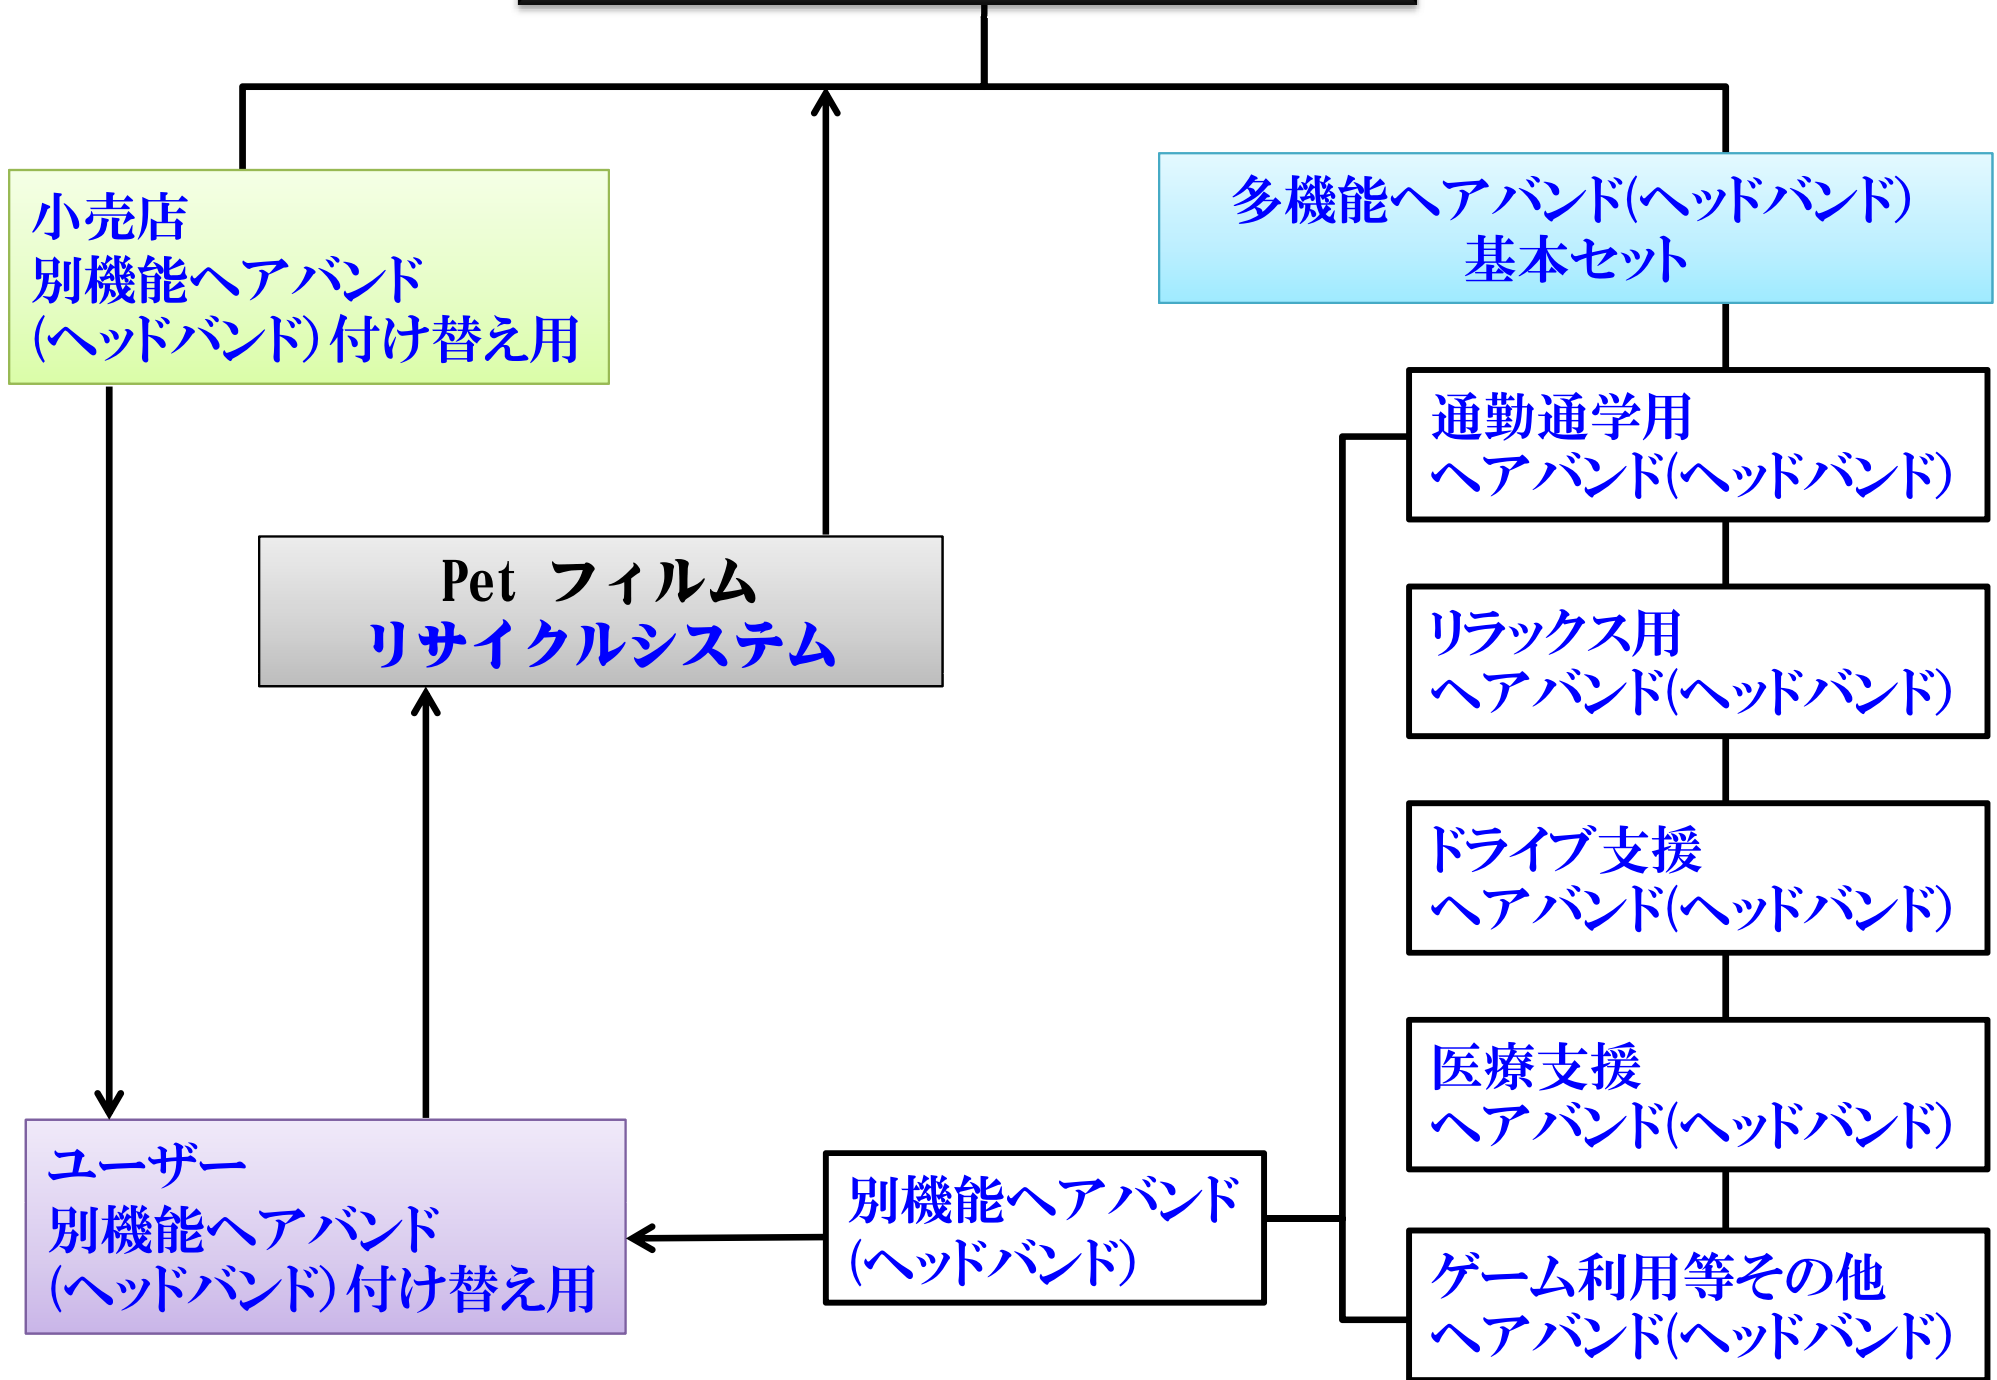 小売店
別機能ヘアバンド
(ヘッドバンド)付け替え用
多機能ヘアバンド(ヘッドバンド)
基本セット
通勤通学用
ヘアバンド(ヘッドバンド)
Pet フィルム
リサイクルシステム
リラックス用
ヘアバンド(ヘッドバンド)
ドライブ支援
ヘアバンド(ヘッドバンド)
医療支援
ヘアバンド(ヘッドバンド)
ユーザー
別機能ヘアバンド
(ヘッドバンド)付け替え用
別機能ヘアバンド
(ヘッドバンド)
ゲーム利用等その他
ヘアバンド(ヘッドバンド)